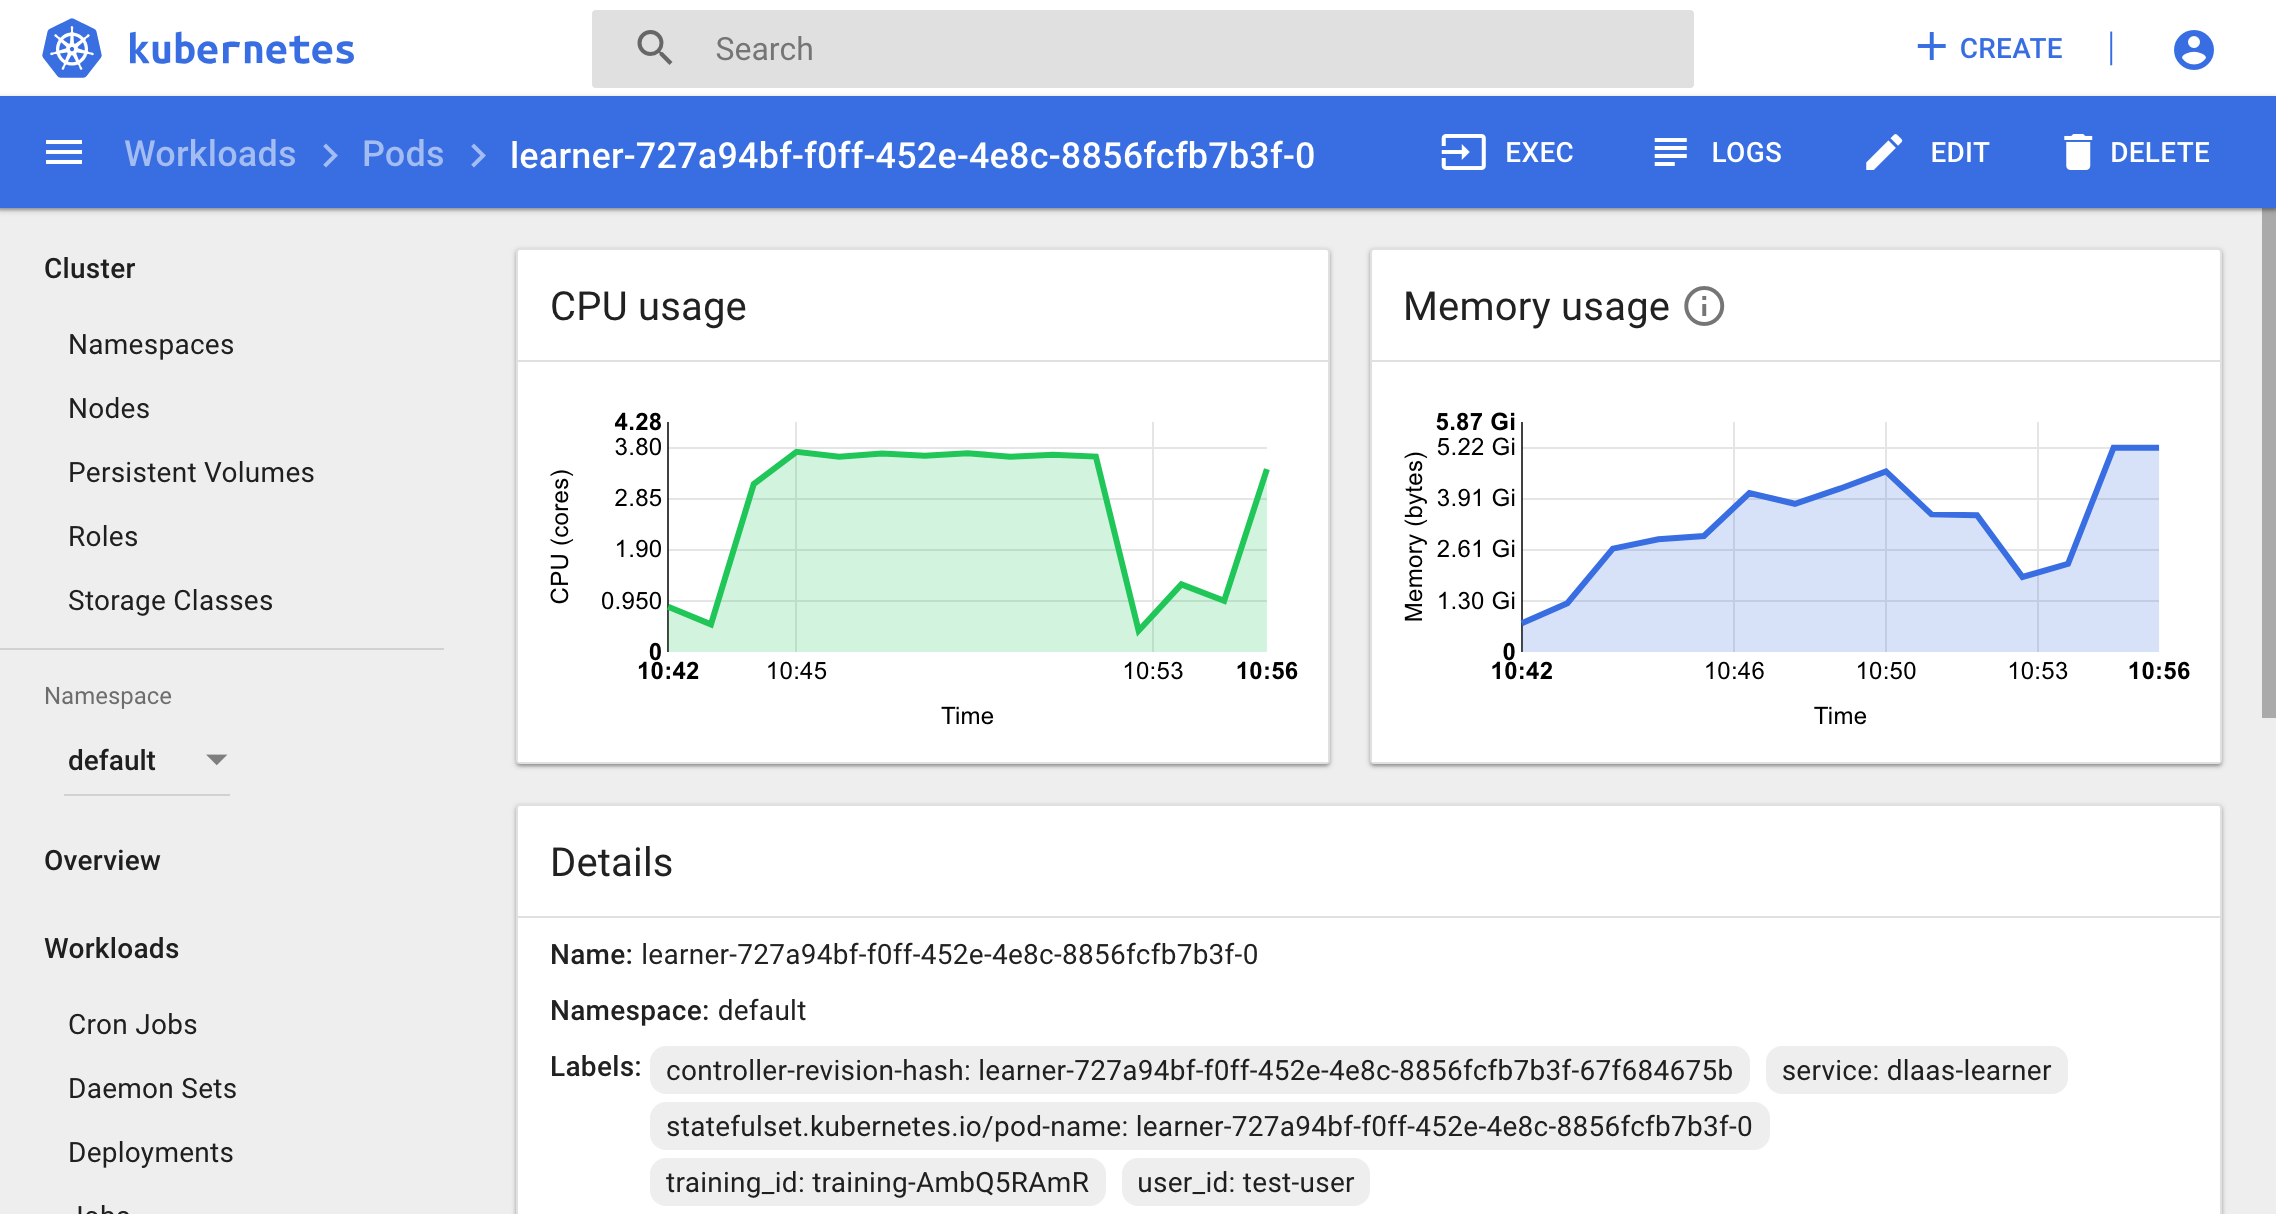 kubernetes
Search
CREATE
Workloads
Pods
learner-727a94bf-f0ff-452e-4e8c-8856fcfb7b3f-0
EXEC
LOGS
EDIT
DELETE
Cluster
Namespaces
Nodes
Persistent Volumes
Roles
Storage Classes
Namespace
default
Overview
Workloads
Cron Jobs
Daemon Sets
Deployments
Jobs
CPU usage
CPU (cores)
4.28
3.80
2.85
1.90
0.950
0
10:42
10:45
10:53
10:56
Time
Memory usage
Memory (bytes)
5.87 Gi
5.22 Gi
3.91 Gi
2.61 Gi
1.30 Gi
0
10:42
10:46
10:50
10:53
10:56
Time
Details
Name: learner-727a94bf-f0ff-452e-4e8c-8856fcfb7b3f-0
Namespace: default
Labels: controller-revision-hash: learner-727a94bf-f0ff-452e-4e8c-8856fcfb7b3f-67f684675b service: dlaas-learner
statefulset.kubernetes.io/pod-name: learner-727a94bf-f0ff-452e-4e8c-8856fcfb7b3f-0
training_id: training-AmbQ5RAmR user_id: test-user